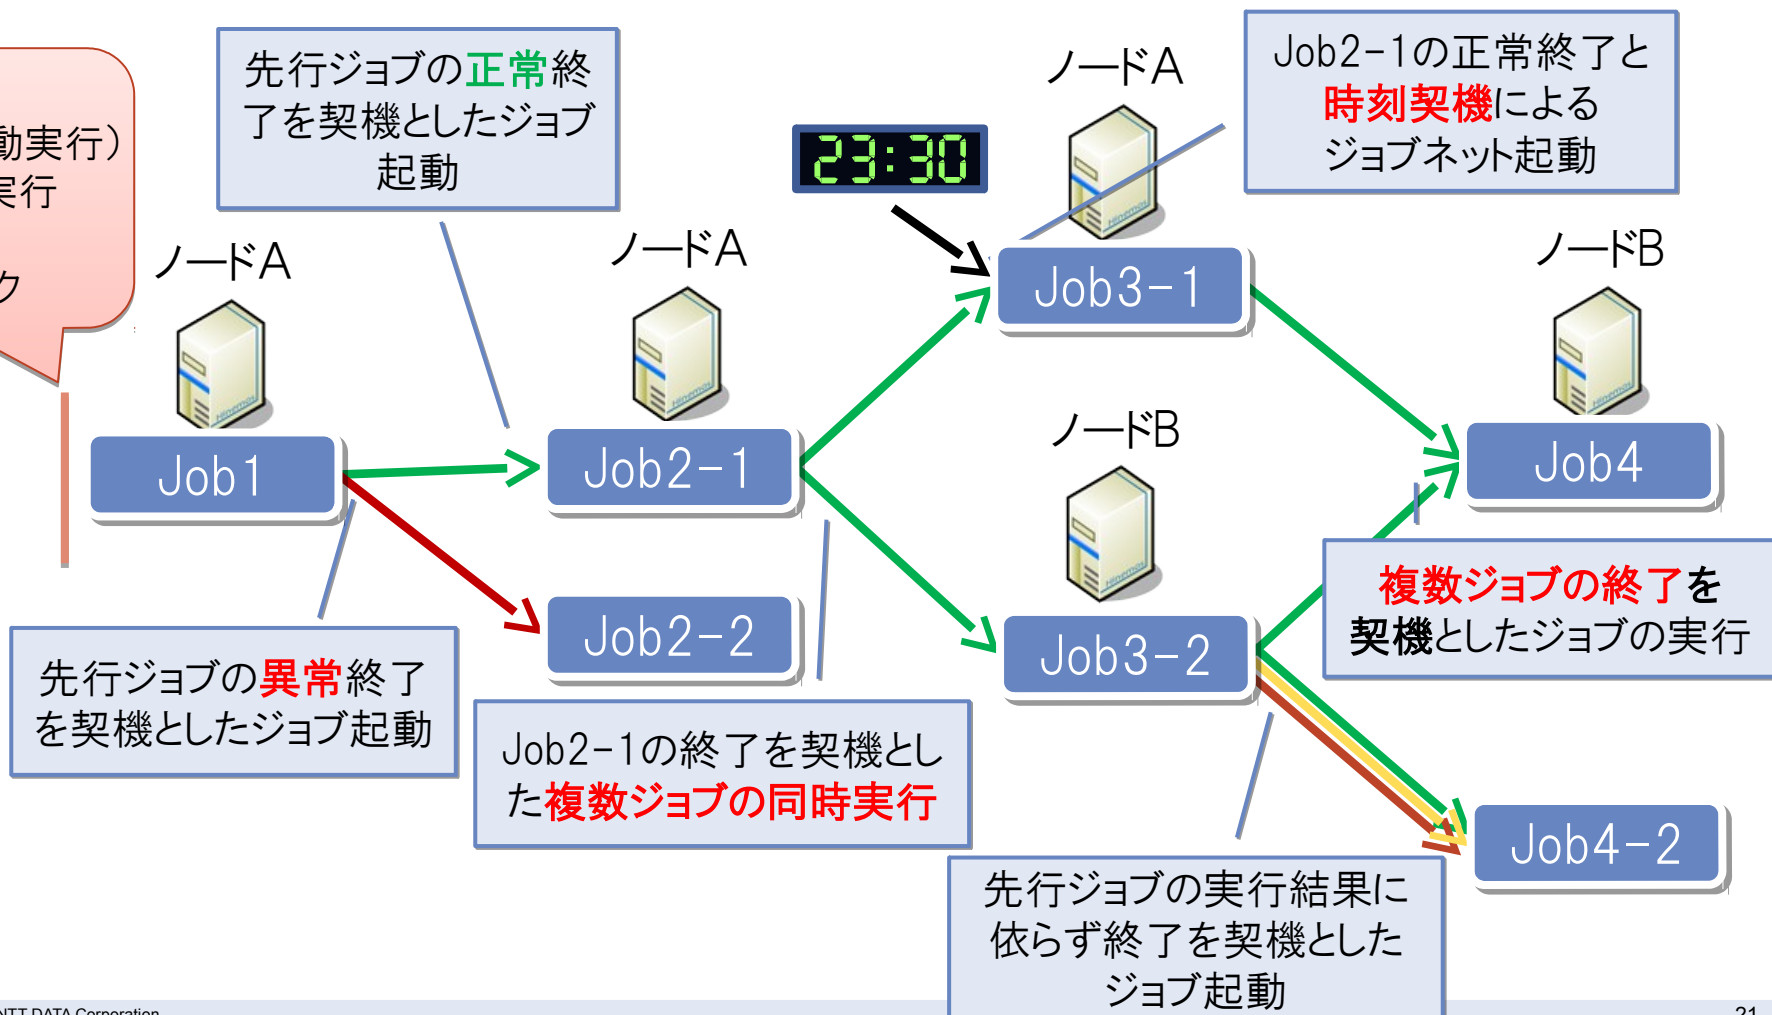 動実行）
実行
ク
先行ジョブの正常終
了を契機としたジョブ
起動
23:30
ノードA
Job2-1の正常終了と
時刻契機による
ジョブネット起動
ノードA
ノードA
ノードB
Job3-1
ノードB
Job1
Job2-1
Job4
Job2-2
Job3-2
複数ジョブの終了を
契機としたジョブの実行
先行ジョブの異常終了
を契機としたジョブ起動
Job2-1の終了を契機とし
た複数ジョブの同時実行
Job4-2
先行ジョブの実行結果に
依らず終了を契機とした
ジョブ起動
Hinemos
Hinemos
Hinemos
Hinemos
Hinemos
NTT DATA Corporation
21